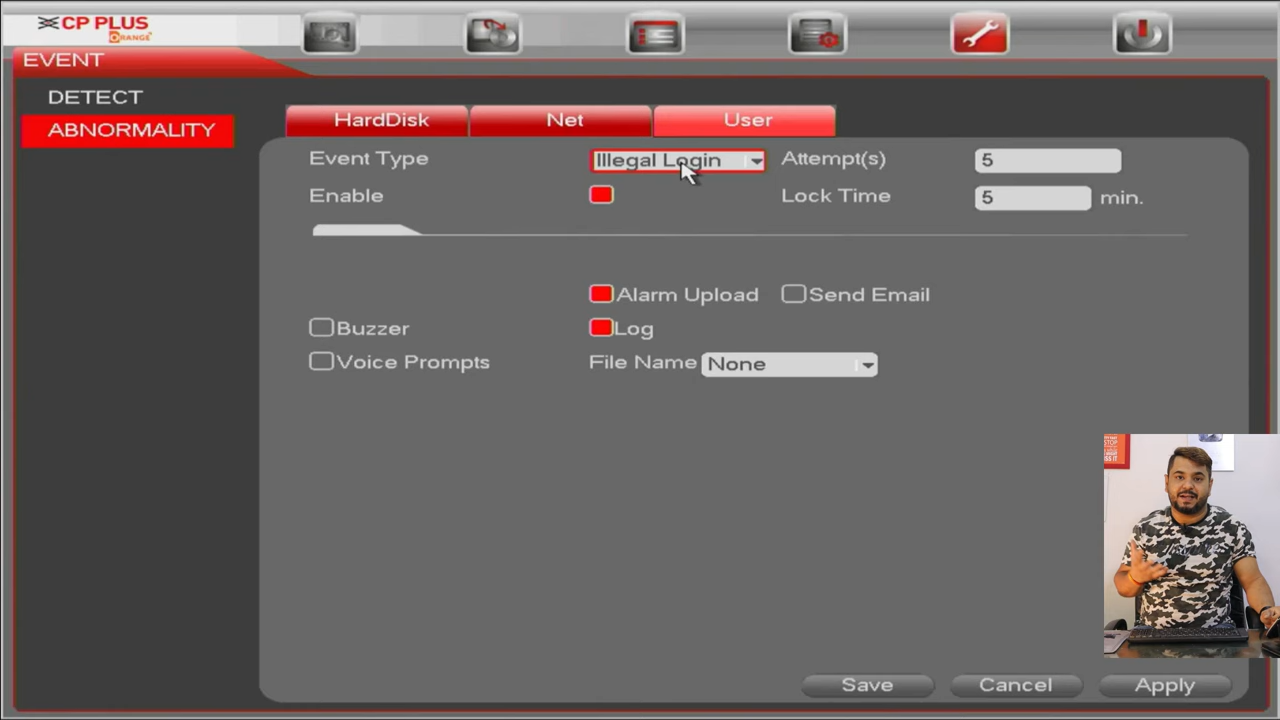 CP PLUS
ORANGE
EVENT
DETECT
ABNORMALITY
HardDisk Net User
Event Type Illegal Login Attempt(s) 5
Enable Lock Time 5 min.
Alarm Upload Send Email
Buzzer Log
Voice Prompts File Name None
Save Cancel Apply
STOP